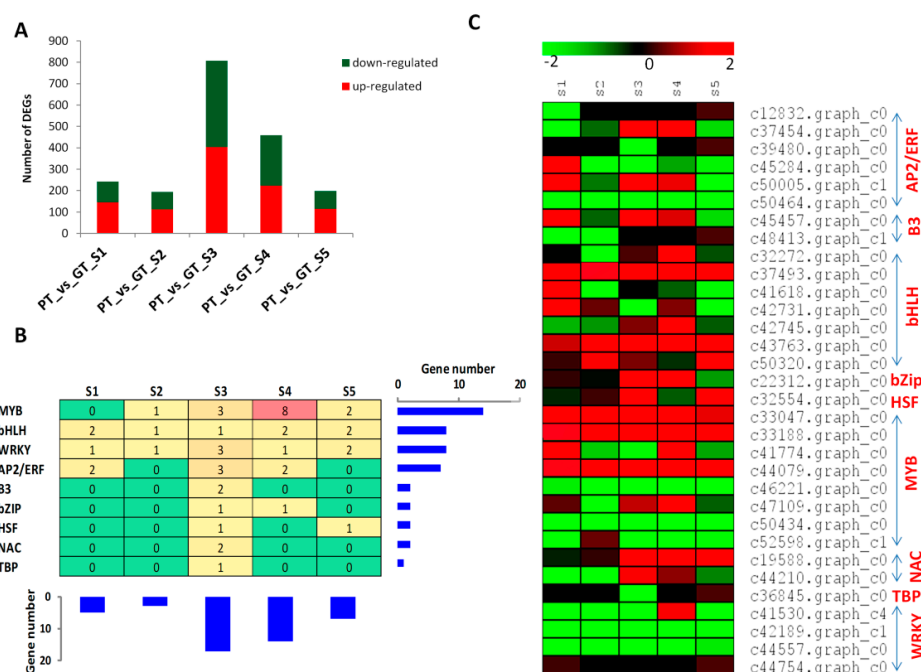 A
900
800
700
600
500
400
300
200
100
0
Number of DEGs
down-regulated
up-regulated
PT_vs_GT_S1
PT_vs_GT_S2
PT_vs_GT_S3
PT_vs_GT_S4
PT_vs_GT_S5
B
Gene number
0 10 20
S1 S2 S3 S4 S5
MYB 0 1 3 8 2
bHLH 2 1 1 2 2
WRKY 1 1 3 1 2
AP2/ERF 2 0 3 2 0
B3 0 0 2 0 0
bZIP 0 0 1 1 0
HSF 0 0 1 0 1
NAC 0 0 2 0 0
TBP 0 0 1 0 0
Gene number
0
10
20
C
-2 0 2
s1 s2 s3 s4 s5
c12832.graph_c0
c37454.graph_c0
c39480.graph_c0
c45284.graph_c0
c50005.graph_c1
c50464.graph_c0
c45457.graph_c0
c48413.graph_c1
c32272.graph_c0
c37493.graph_c0
c41618.graph_c0
c42731.graph_c0
c42745.graph_c0
c43763.graph_c0
c50320.graph_c0
c22312.graph_c0
c32554.graph_c0
c33047.graph_c0
c33188.graph_c0
c41774.graph_c0
c44079.graph_c0
c46221.graph_c0
c47109.graph_c0
c50434.graph_c0
c52598.graph_c1
c19588.graph_c0
c44210.graph_c0
c36845.graph_c0
c41530.graph_c4
c42189.graph_c1
c44557.graph_c0
c44754.graph_c0
AP2/ERF
B3
bHLH
bZip
HSF
MYB
NAC
TBP
WRKY